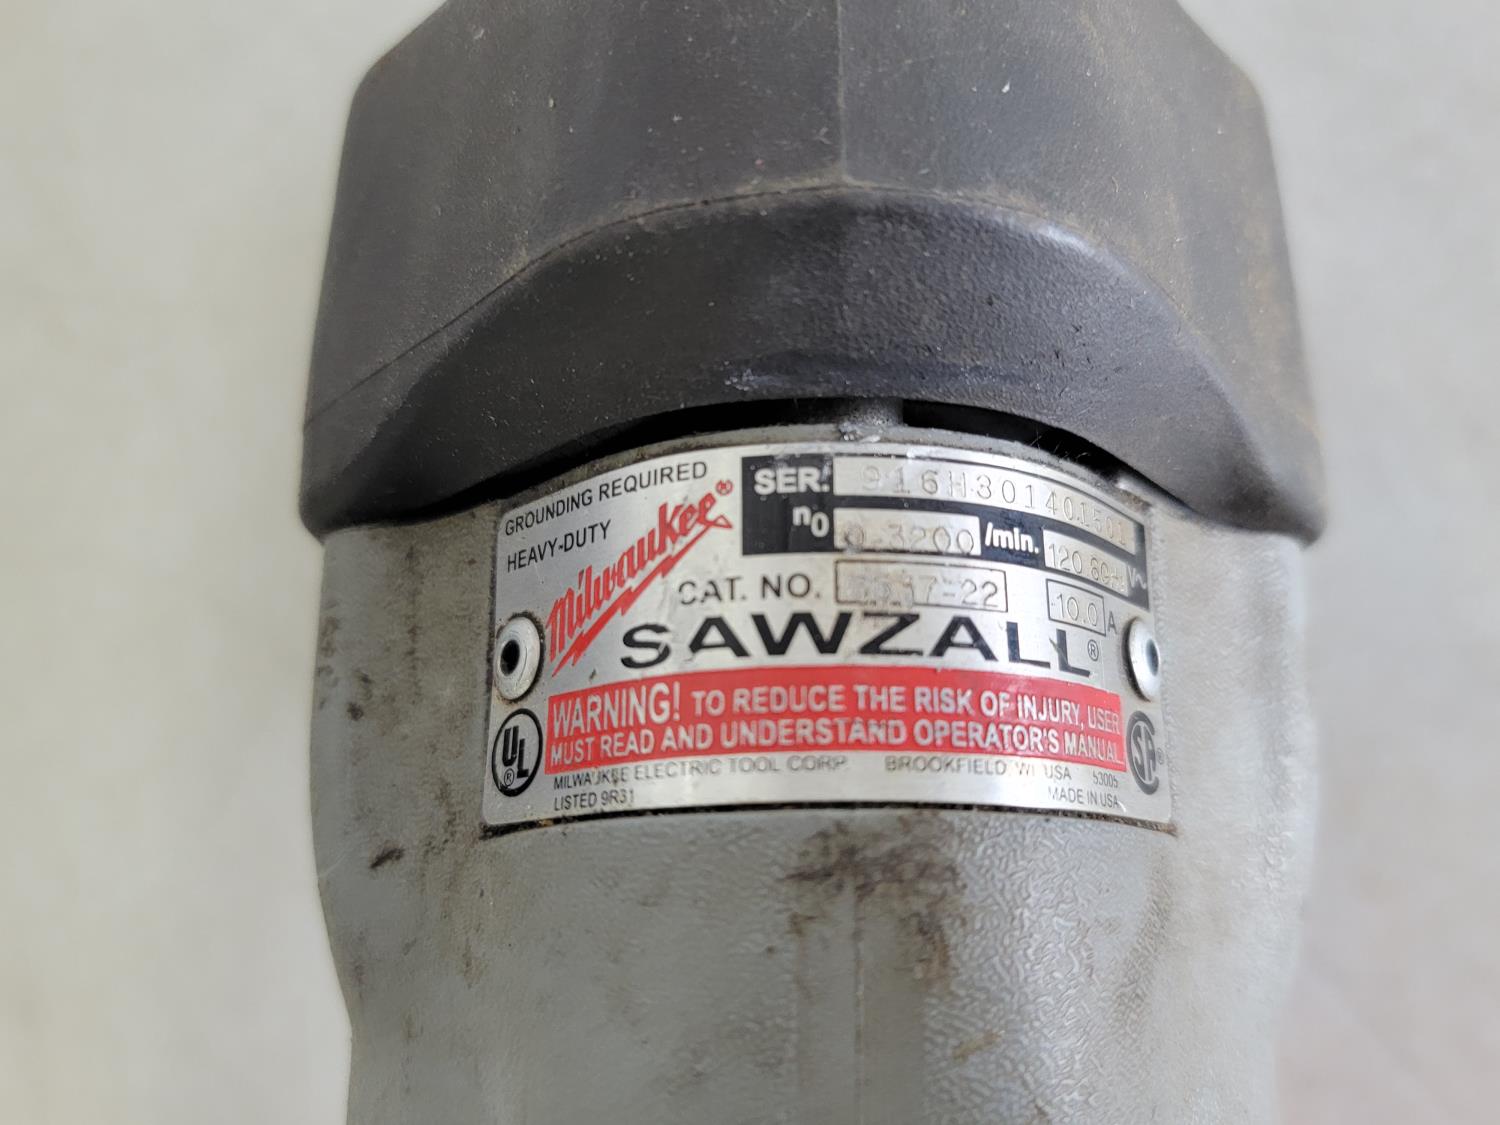 GROUNDING REQUIRED
HEAVY-DUTY
Milwaukee®
SER. 916H301401501
n0 0-3200 /min. 120 60Hz V~
CAT. NO. 10.0 A
SAWZALL®
WARNING! TO REDUCE THE RISK OF INJURY, USER
MUST READ AND UNDERSTAND OPERATOR'S MANUAL
UL® SA®
MILWAUKEE ELECTRIC TOOL CORP. BROOKFIELD, WI USA 53005
LISTED 9R31 MADE IN USA